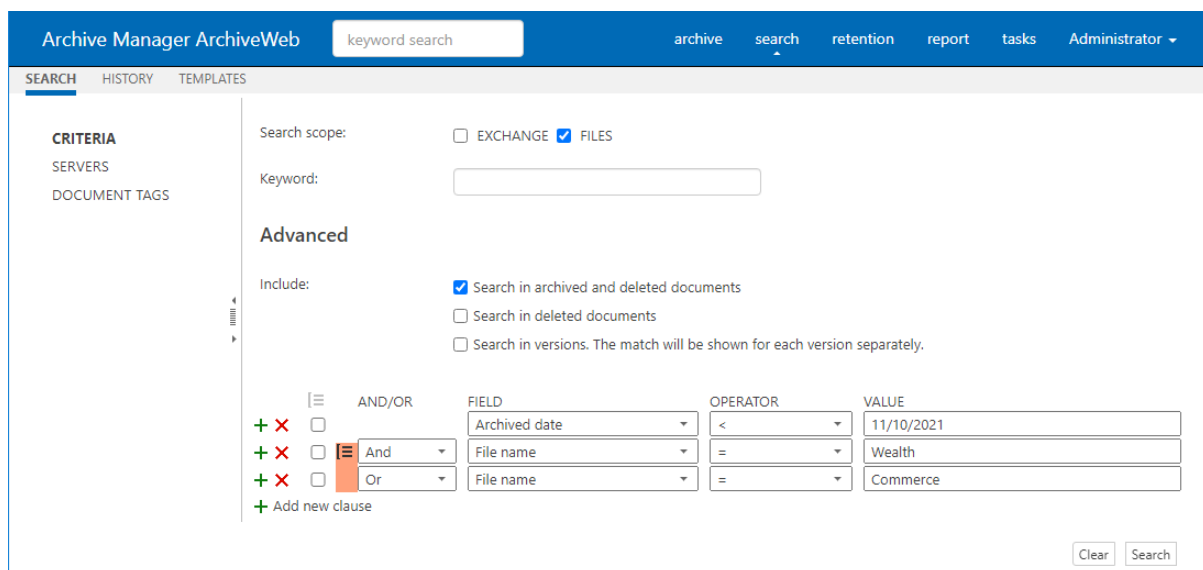 Archive Manager ArchiveWeb keyword search archive search retention report tasks Administrator
SEARCH HISTORY TEMPLATES
CRITERIA
SERVERS
DOCUMENT TAGS
Search scope: EXCHANGE FILES
Keyword:
Advanced
Include: Search in archived and deleted documents
Search in deleted documents
Search in versions. The match will be shown for each version separately.
AND/OR FIELD OPERATOR VALUE
Archived date < 11/10/2021
And File name = Wealth
Or File name = Commerce
+ Add new clause
Clear Search